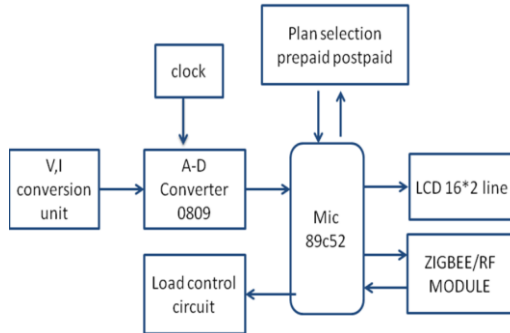 Plan selection
prepaid postpaid
clock
V,I
conversion
unit
A-D
Converter
0809
Mic
89c52
LCD 16*2 line
ZIGBEE/RF
MODULE
Load control
circuit